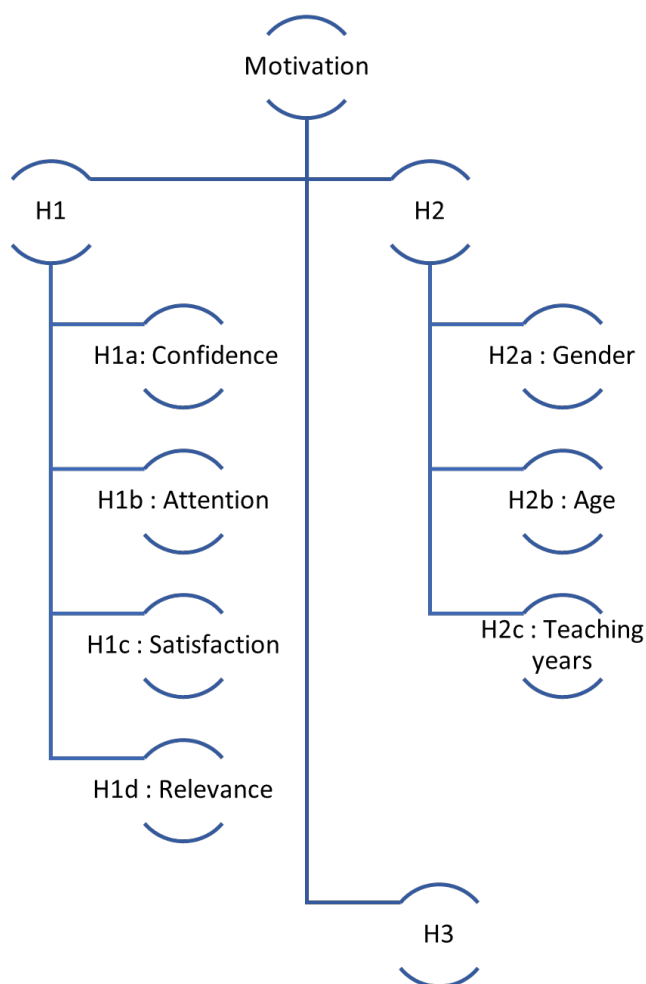 Motivation
H1
H2
H1a: Confidence
H2a : Gender
H1b : Attention
H2b : Age
H1c : Satisfaction
H2c : Teaching
years
H1d : Relevance
H3